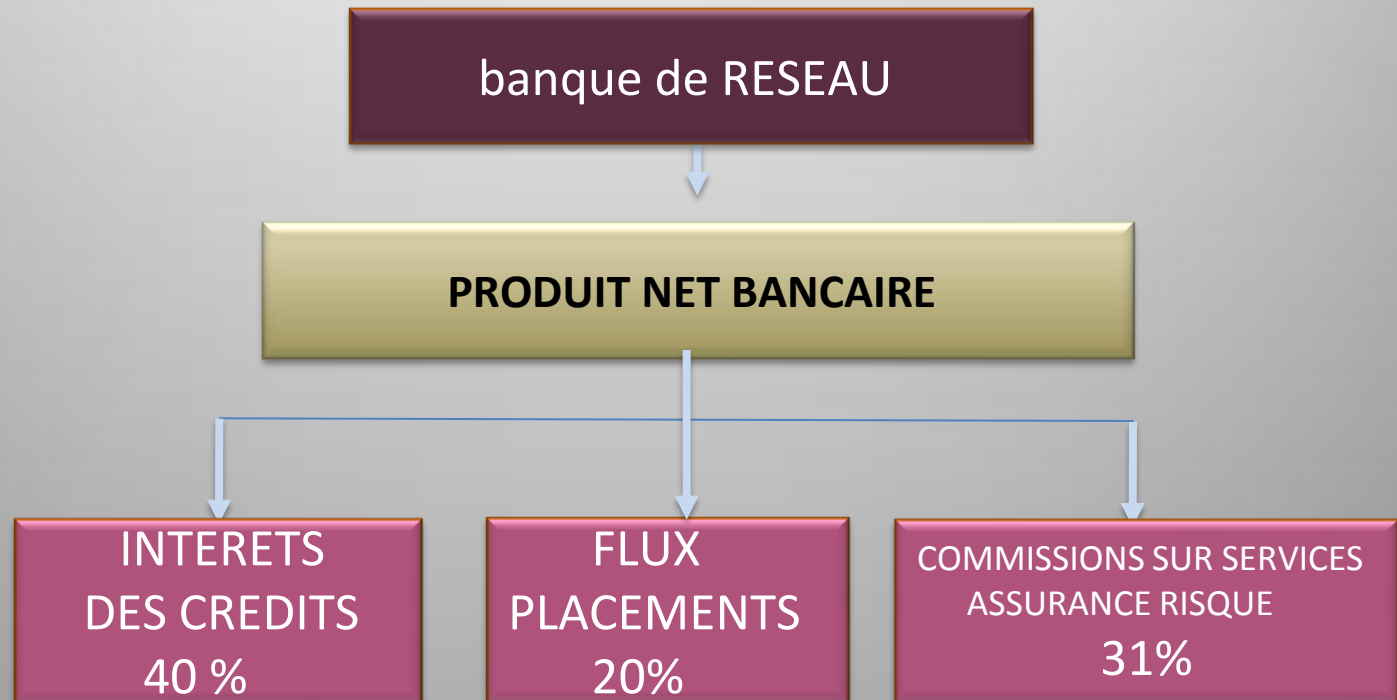 banque de RESEAU
PRODUIT NET BANCAIRE
INTERETS
DES CREDITS
40 %
FLUX
PLACEMENTS
20%
COMMISSIONS SUR SERVICES
ASSURANCE RISQUE
31%